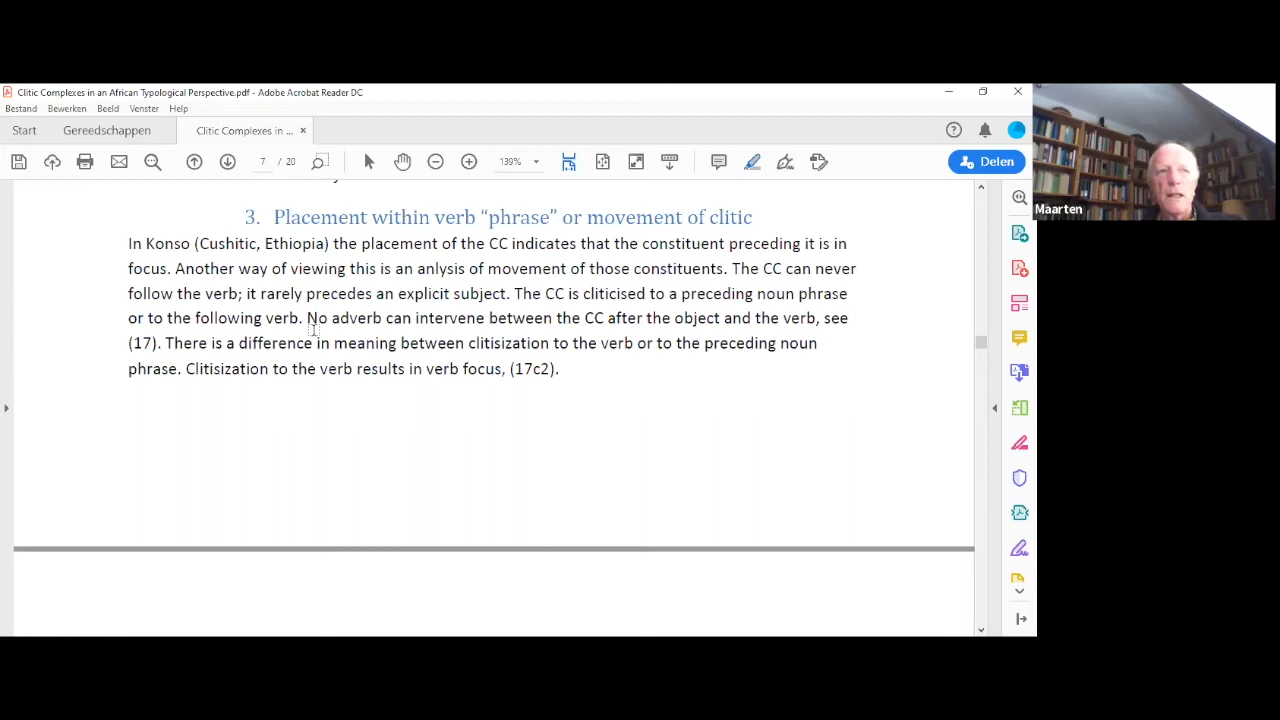 Clitic Complexes in an African Typological Perspective.pdf - Adobe Acrobat Reader DC
Bestand Bewerken Beeld Venster Help
Start Gereedschappen Clitic Complexes in ... ×
7 / 20 139% Delen
Maarten
3. Placement within verb “phrase” or movement of clitic
In Konso (Cushitic, Ethiopia) the placement of the CC indicates that the constituent preceding it is in
focus. Another way of viewing this is an anlysis of movement of those constituents. The CC can never
follow the verb; it rarely precedes an explicit subject. The CC is cliticised to a preceding noun phrase
or to the following verb. No adverb can intervene between the CC after the object and the verb, see
(17). There is a difference in meaning between clitisization to the verb or to the preceding noun
phrase. Clitisization to the verb results in verb focus, (17c2).